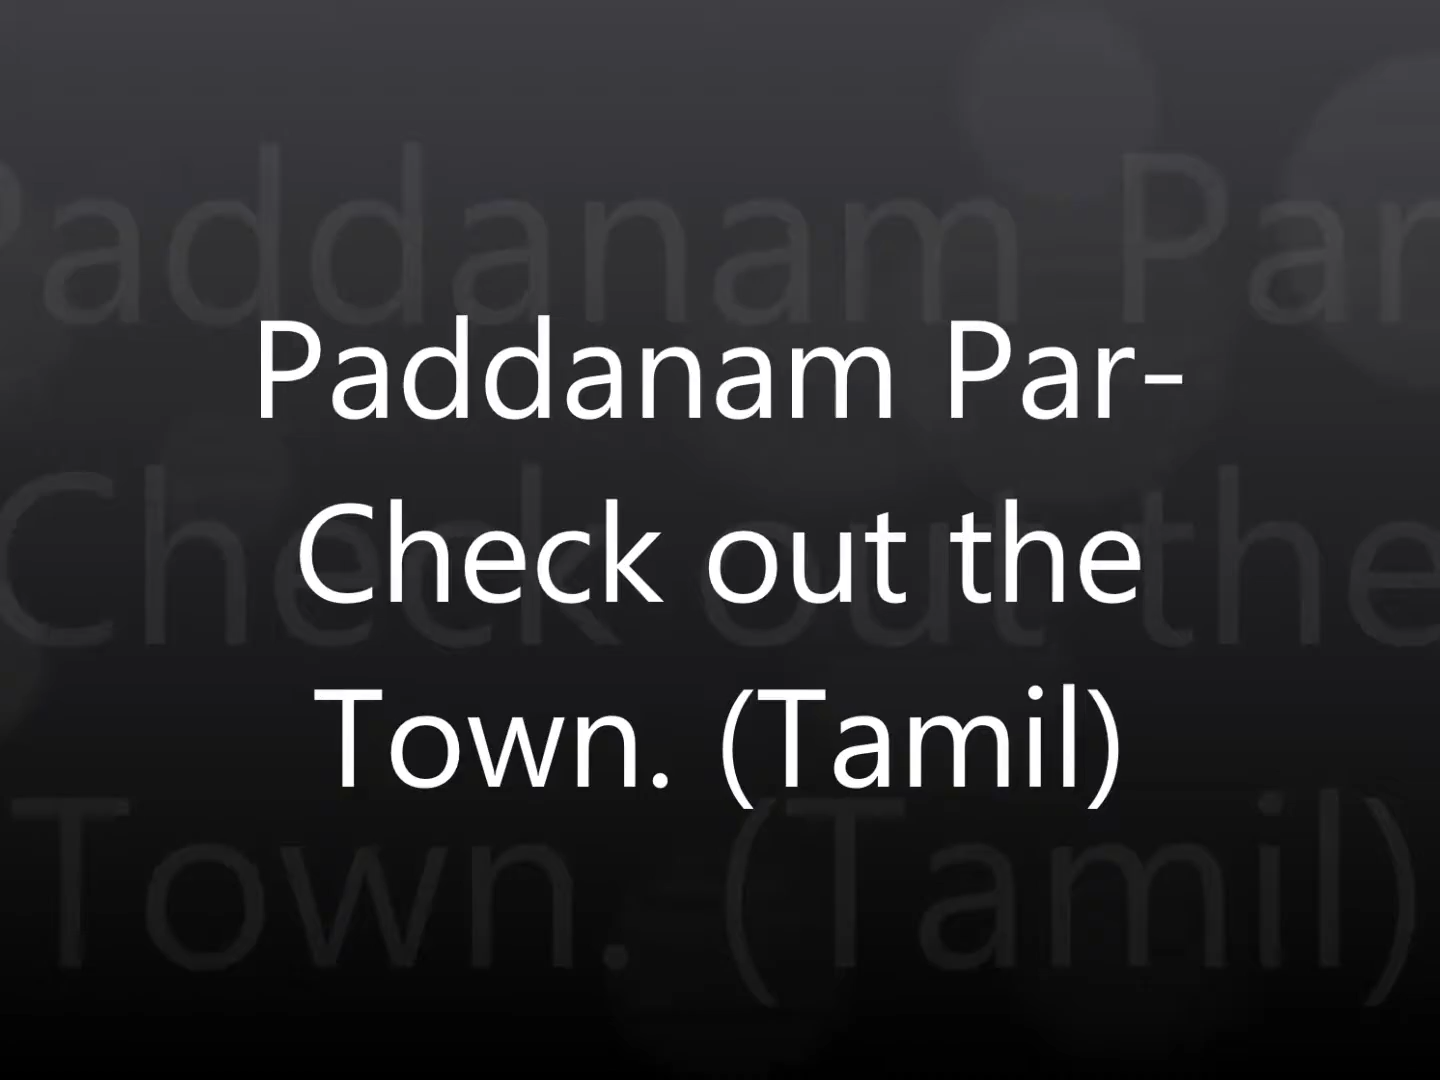 Paddanam Par-
Check out the
Town. (Tamil)